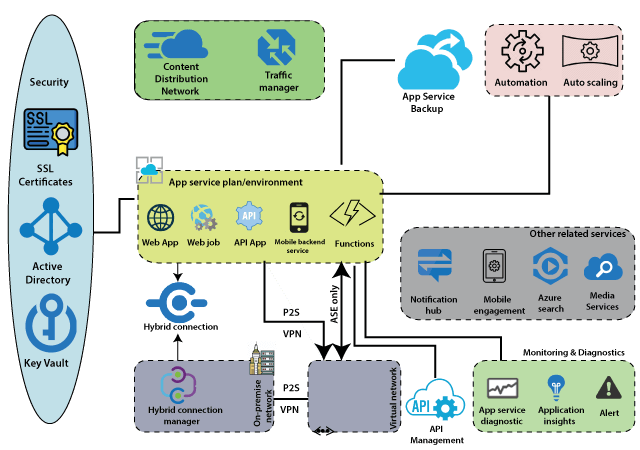 Security
SSL
SSL
Certificates
Active
Directory
Key Vault
Content
Distribution
Network
Traffic
manager
App Service
Backup
Automation
Auto scaling
App service plan/environment
Web App
Web job
API
API App
Mobile backend
service
Functions
Other related services
Notification
hub
Mobile
engagement
Azure
search
Media
Services
Hybrid connection
P2S
VPN
ASE only
Hybrid connection
manager
On-premise
network
P2S
VPN
Virtual network
API
API
Management
Monitoring & Diagnostics
App service
diagnostic
Application
insights
Alert